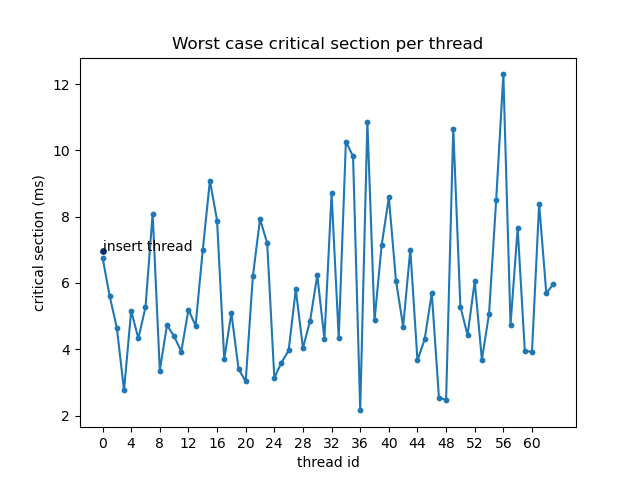 Worst case critical section per thread
critical section (ms)
12
10
8
6
4
2
insert thread
0 4 8 12 16 20 24 28 32 36 40 44 48 52 56 60
thread id